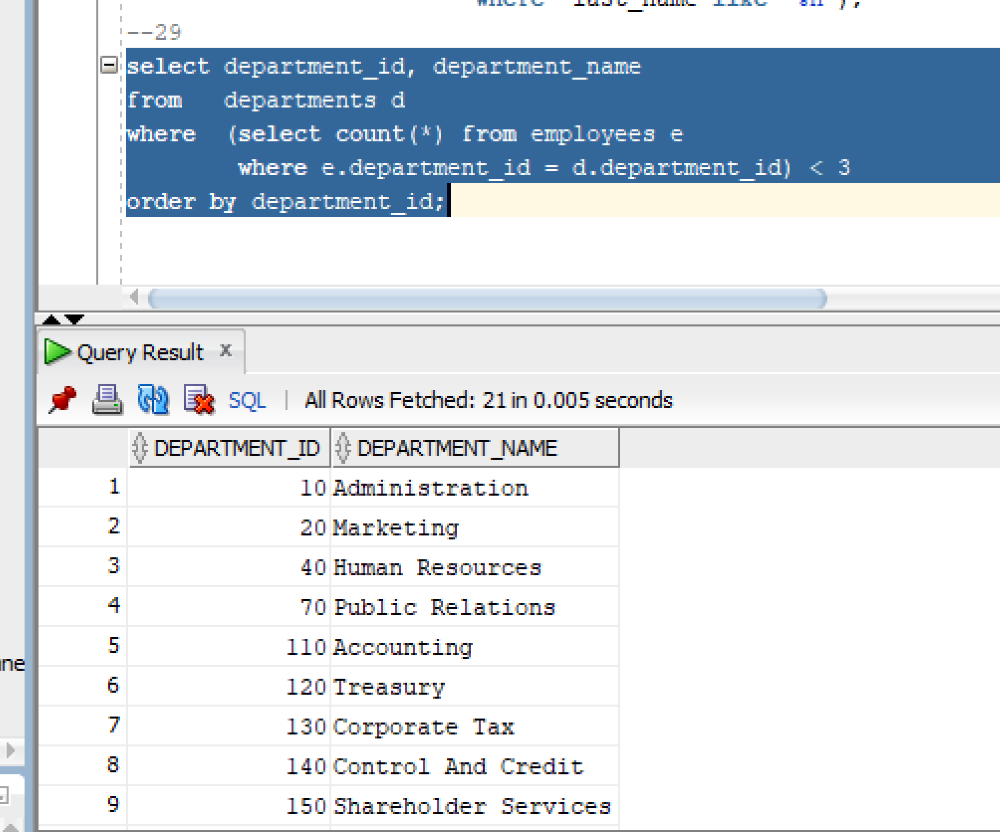 --29
select department_id, department_name
from departments d
where (select count(*) from employees e
where e.department_id = d.department_id) < 3
order by department_id;
Query Result x
SQL | All Rows Fetched: 21 in 0.005 seconds
DEPARTMENT_ID DEPARTMENT_NAME
1 10 Administration
2 20 Marketing
3 40 Human Resources
4 70 Public Relations
5 110 Accounting
6 120 Treasury
7 130 Corporate Tax
8 140 Control And Credit
9 150 Shareholder Services